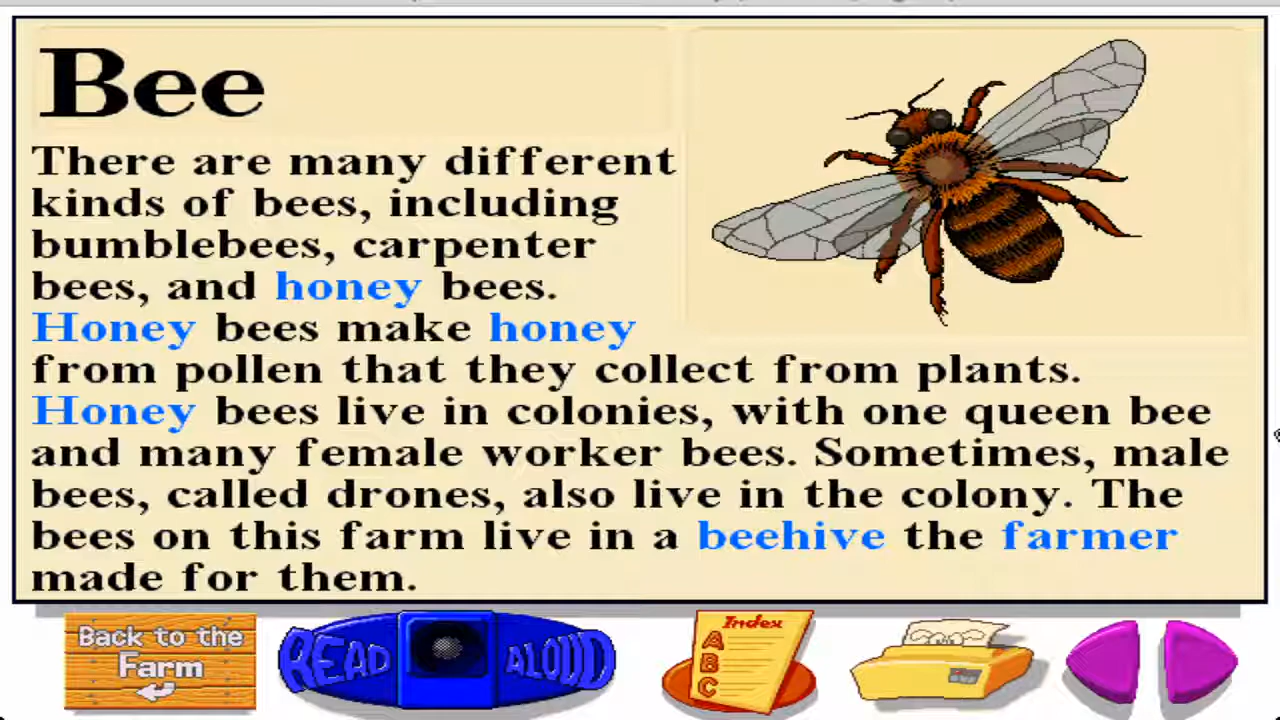 Bee
There are many different
kinds of bees, including
bumblebees, carpenter
bees, and honey bees.
Honey bees make honey
from pollen that they collect from plants.
Honey bees live in colonies, with one queen bee
and many female worker bees. Sometimes, male
bees, called drones, also live in the colony. The
bees on this farm live in a beehive the farmer
made for them.
Back to the
Farm
READ ALOUD
Index
A
B
C